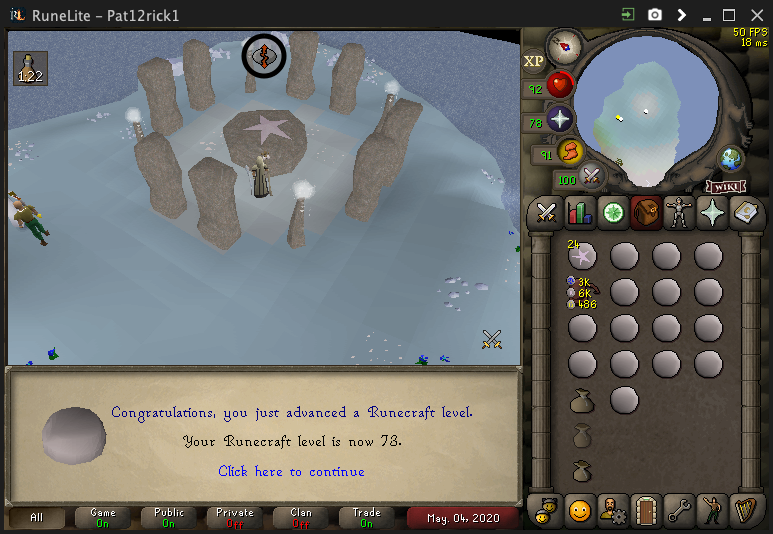 RuneLite - Pat12rick1
50 FPS
18 ms
1:22
XP
92
78
91
100
WIKI
24
3K
6K
486
Congratulations, you just advanced a Runecraft level.
Your Runecraft level is now 73.
Click here to continue
All
Game
On
Public
On
Private
Off
Clan
Off
Trade
On
May. 04, 2020